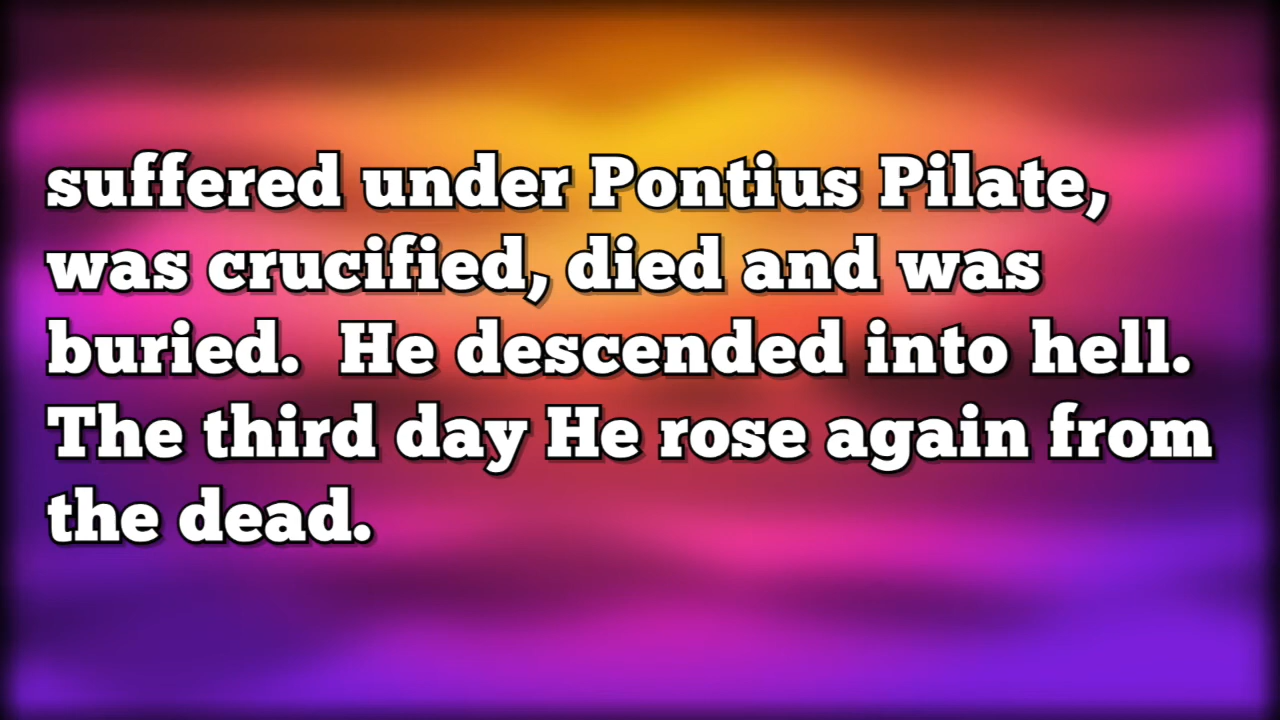 suffered under Pontius Pilate,
was crucified, died and was
buried.  He descended into hell.
The third day He rose again from
the dead.